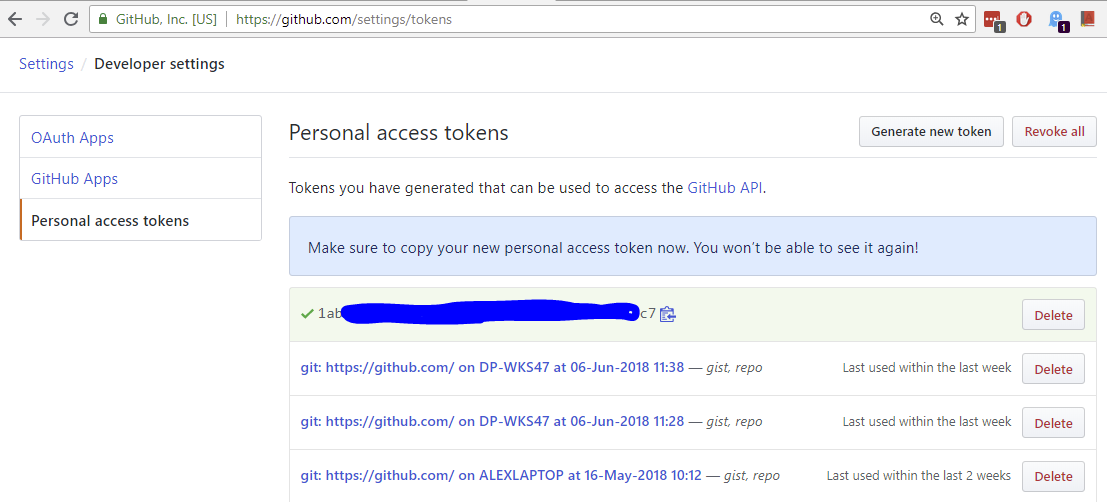 GitHub, Inc. [US] | https://github.com/settings/tokens
1
1
Settings / Developer settings
OAuth Apps
GitHub Apps
Personal access tokens
Personal access tokens
Generate new token
Revoke all
Tokens you have generated that can be used to access the GitHub API.
Make sure to copy your new personal access token now. You won't be able to see it again!
1ab c7 Delete
git: https://github.com/ on DP-WKS47 at 06-Jun-2018 11:38 — gist, repo Last used within the last week Delete
git: https://github.com/ on DP-WKS47 at 06-Jun-2018 11:28 — gist, repo Last used within the last week Delete
git: https://github.com/ on ALEXLAPTOP at 16-May-2018 10:12 — gist, repo Last used within the last 2 weeks Delete